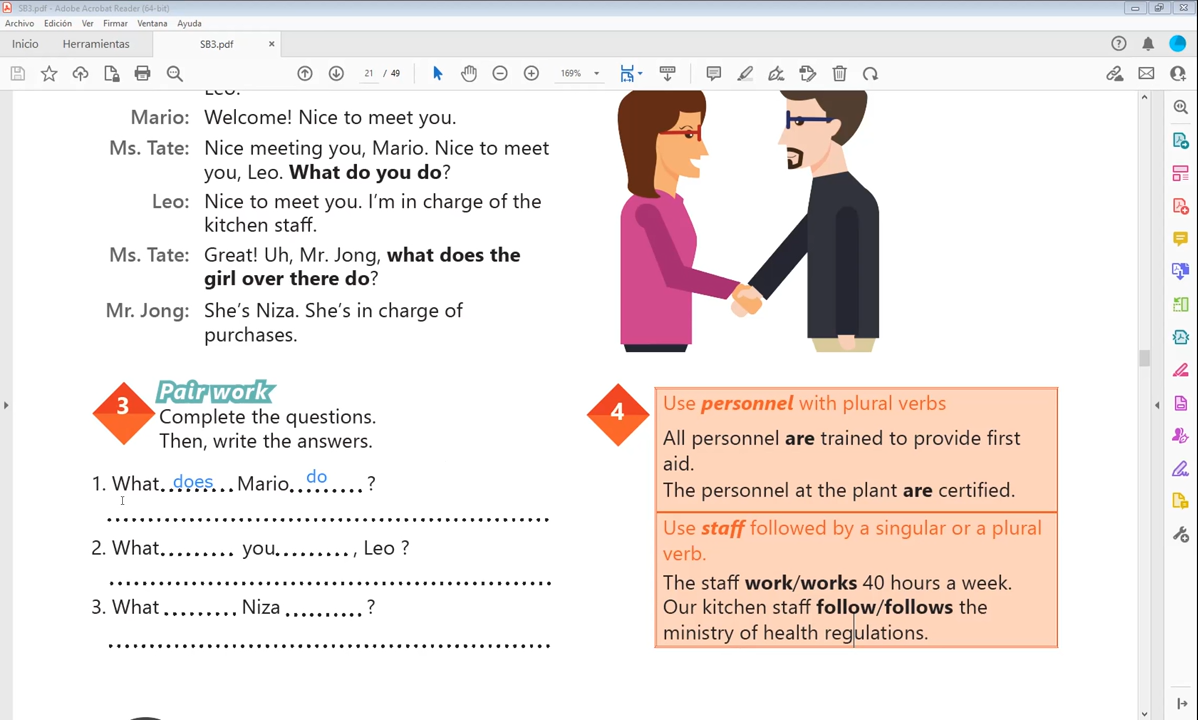 SB3.pdf - Adobe Acrobat Reader (64-bit)
Archivo Edición Ver Firmar Ventana Ayuda
Inicio Herramientas SB3.pdf ×
21 / 49 169%
Leo.
Mario: Welcome! Nice to meet you.
Ms. Tate: Nice meeting you, Mario. Nice to meet
you, Leo. What do you do?
Leo: Nice to meet you. I'm in charge of the
kitchen staff.
Ms. Tate: Great! Uh, Mr. Jong, what does the
girl over there do?
Mr. Jong: She's Niza. She's in charge of
purchases.
3 Pair work
Complete the questions.
Then, write the answers.
1. What does Mario do ?
2. What......... you........., Leo ?
3. What ......... Niza ......... ?
4
Use personnel with plural verbs
All personnel are trained to provide first
aid.
The personnel at the plant are certified.
Use staff followed by a singular or a plural
verb.
The staff work/works 40 hours a week.
Our kitchen staff follow/follows the
ministry of health regulations.